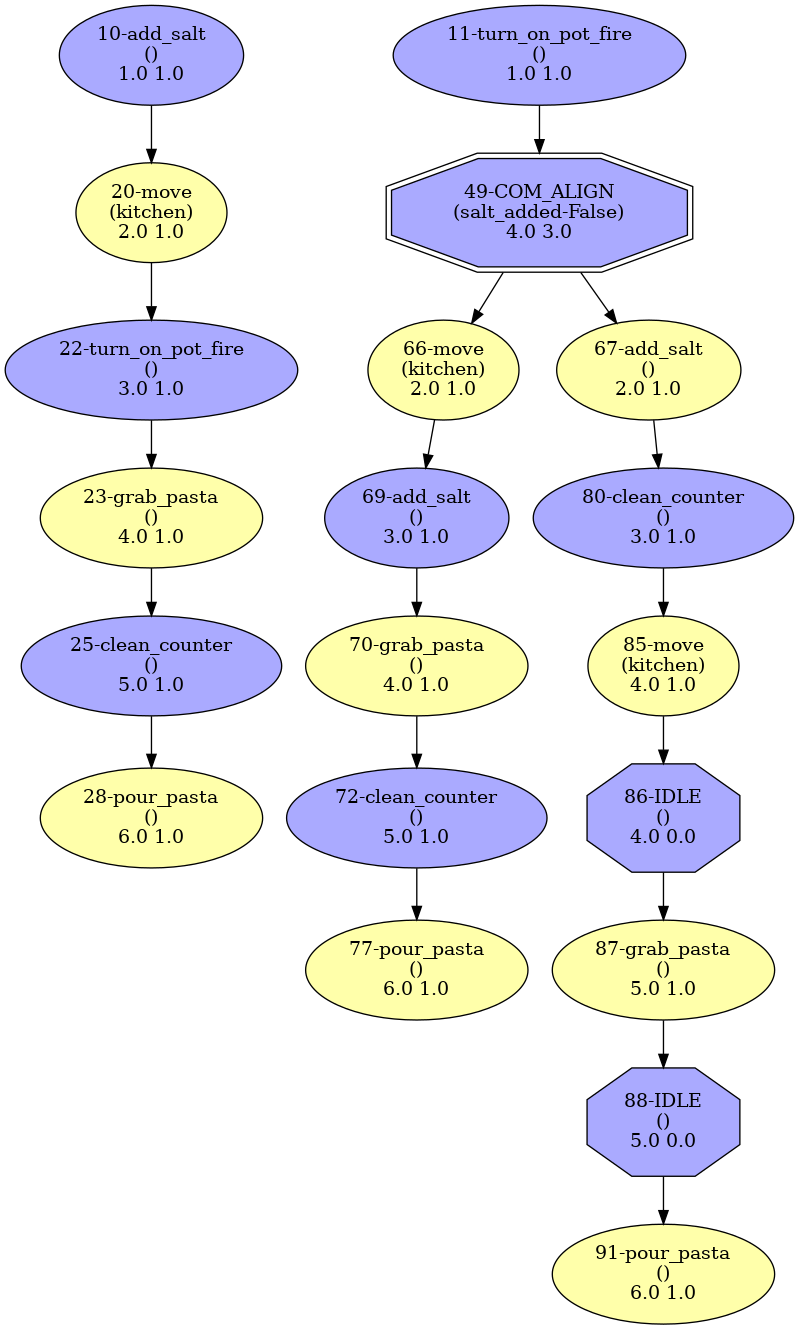 10-add_salt
()
1.0 1.0
20-move
(kitchen)
2.0 1.0
22-turn_on_pot_fire
()
3.0 1.0
23-grab_pasta
()
4.0 1.0
25-clean_counter
()
5.0 1.0
28-pour_pasta
()
6.0 1.0
11-turn_on_pot_fire
()
1.0 1.0
49-COM_ALIGN
(salt_added-False)
4.0 3.0
66-move
(kitchen)
2.0 1.0
69-add_salt
()
3.0 1.0
70-grab_pasta
()
4.0 1.0
72-clean_counter
()
5.0 1.0
77-pour_pasta
()
6.0 1.0
67-add_salt
()
2.0 1.0
80-clean_counter
()
3.0 1.0
85-move
(kitchen)
4.0 1.0
86-IDLE
()
4.0 0.0
87-grab_pasta
()
5.0 1.0
88-IDLE
()
5.0 0.0
91-pour_pasta
()
6.0 1.0